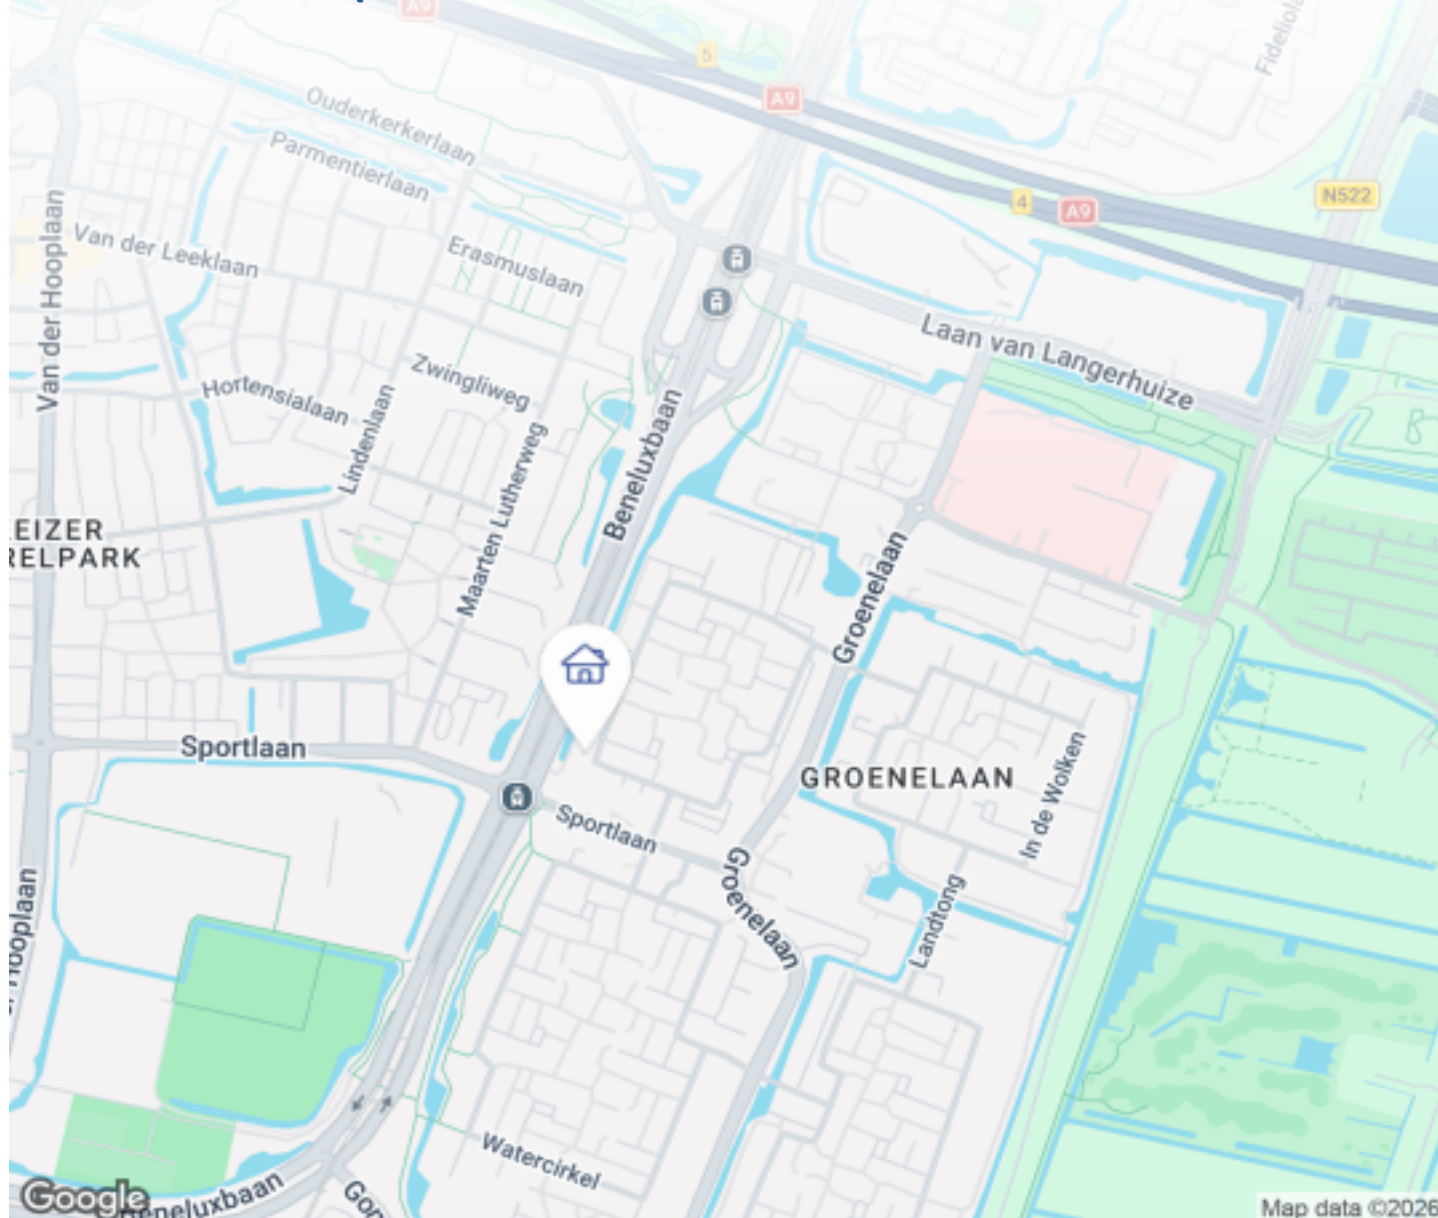 A9
5
Fideliola
A9
Ouderkerkerlaan
Parmentierlaan
N522
4
A9
Van der Hooplaan
Van der Leeklaan
Erasmuslaan
Laan van Langerhuize
Zwingliweg
Hortensialaan
Lindenlaan
Beneluxbaan
Maarten Lutherweg
EIZER
RELPARK
Groenelaan
Sportlaan
GROENELAAN
In de Wolken
Sportlaan
Groenelaan
Landtong
Hooplaan
Watercirkel
Beneluxbaan
Gon
Google
Map data ©2026